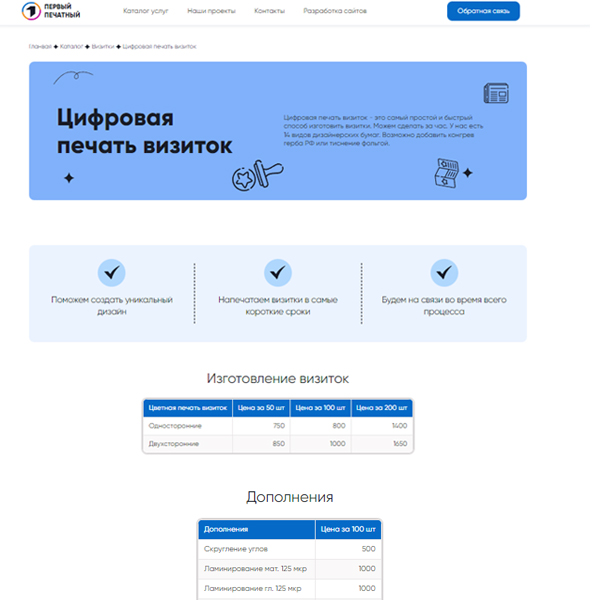 ПЕРВЫЙ
ПЕЧАТНЫЙ
Каталог услуг Наши проекты Контакты Разработка сайтов Обратная связь
Главная Каталог Визитки Цифровая печать визиток
Цифровая
печать визиток
Цифровая печать визиток - это самый простой и быстрый
способ изготовить визитки. Можем сделать за час. У нас есть
14 видов дизайнерских бумаг. Возможно добавить конгрев
герба РФ или тиснение фольгой.
Поможем создать уникальный
дизайн
Напечатаем визитки в самые
короткие сроки
Будем на связи во время всего
процесса
Изготовление визиток
Цветная печать визиток Цена за 50 шт Цена за 100 шт Цена за 200 шт
Односторонние 750 800 1400
Двухсторонние 850 1000 1650
Дополнения
Дополнения Цена за 100 шт
Скругление углов 500
Ламинирование мат. 125 мкр 1000
Ламинирование гл. 125 мкр 1000